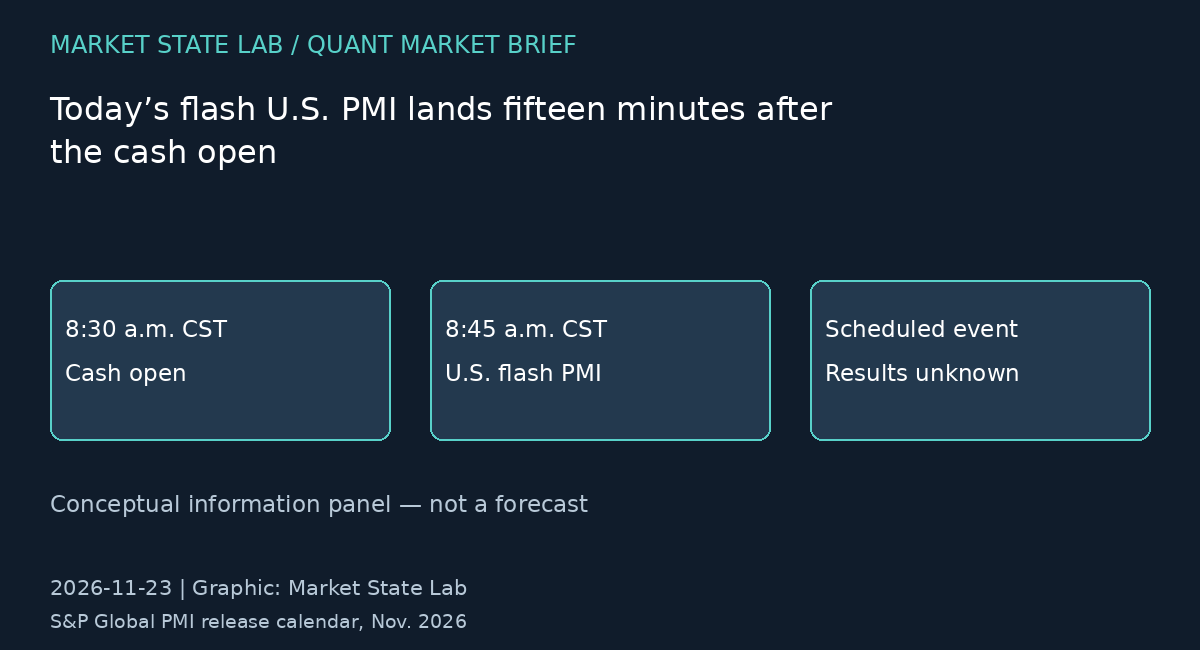 MARKET STATE LAB / QUANT MARKET BRIEF
Today’s flash U.S. PMI lands fifteen minutes after
the cash open
8:30 a.m. CST
Cash open
8:45 a.m. CST
U.S. flash PMI
Scheduled event
Results unknown
Conceptual information panel — not a forecast
2026-11-23 | Graphic: Market State Lab
S&P Global PMI release calendar, Nov. 2026